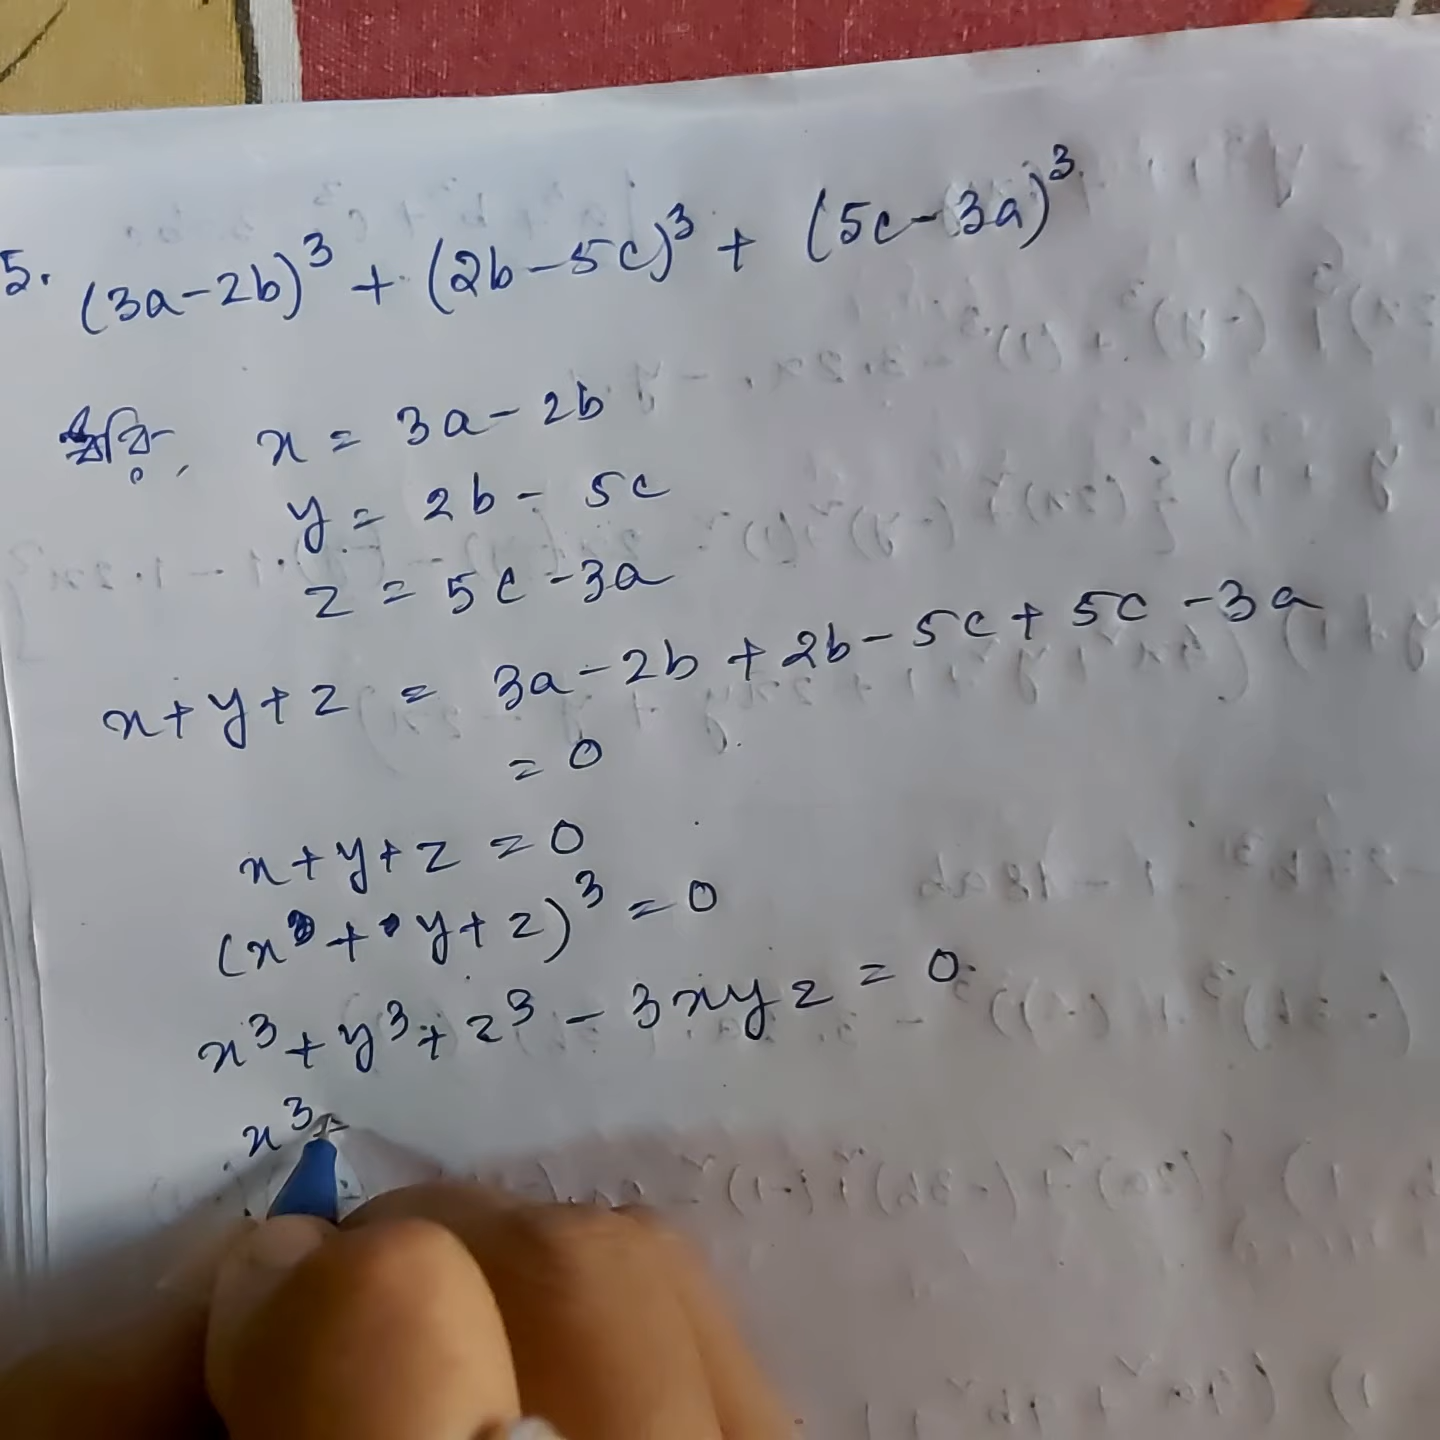 5. (3a-2b)³ + (2b-5c)³ + (5c-3a)³
ধরি, x = 3a - 2b
y = 2b - 5c
z = 5c - 3a
x+y+z = 3a-2b + 2b-5c + 5c-3a
= 0
x+y+z = 0
(x + y+z)³ = 0
x³+y³+z³ - 3xyz = 0
x³